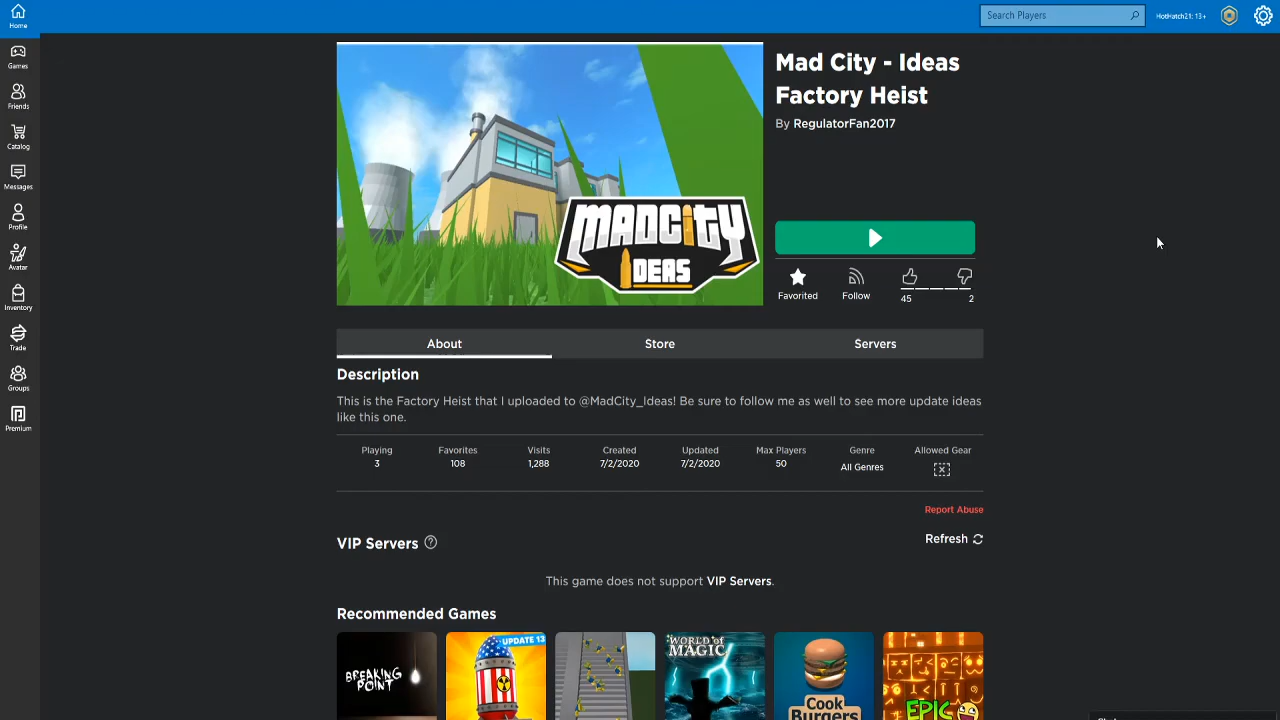 Home
Search Players
HotHatch21: 13+
Games
Friends
Catalog
Messages
Profile
Avatar
Inventory
Trade
Groups
Premium
MADCITY
IDEAS
Mad City - Ideas
Factory Heist
By RegulatorFan2017
Favorited
Follow
45
2
About
Store
Servers
Description
This is the Factory Heist that I uploaded to @MadCity_Ideas! Be sure to follow me as well to see more update ideas
like this one.
Playing
Favorites
Visits
Created
Updated
Max Players
Genre
Allowed Gear
3
108
1,288
7/2/2020
7/2/2020
50
All Genres
Report Abuse
VIP Servers
Refresh
This game does not support VIP Servers.
Recommended Games
BREAKING
POINT
UPDATE 13
WORLD of
MAGIC
Cook
Burgers
EPIC